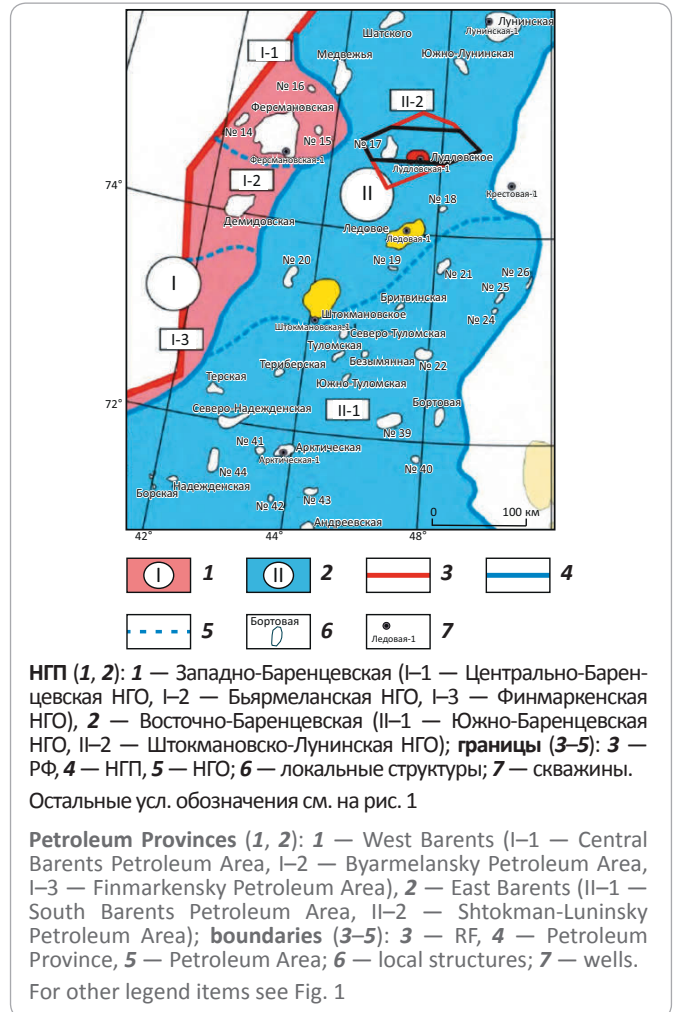 Шатского
Лунинская
Лунинская-1
I-1
Медвежья
Южно-Лунинская
№ 16
II-2
Ферсмановская
№ 14
№ 15
№ 17
Ферсмановская-1
Лудловское
Лудловская-1
I-2
74°
II
Крестовая-1
№ 18
Демидовская
Ледовое
Ледовая-1
I
№ 20
№ 19
№ 21
№ 26
№ 25
Бритвинская
№ 24
Штокмановское
Штокмановская-1
Северо-Туломская
I-3
Туломская
Териберская
Безымянная
№ 22
Терская
Южно-Туломская
72°
Северо-Надежденская
II-1
Бортовая
№ 39
№ 41
Арктическая
Арктическая-1
№ 40
№ 44
Надежденская
Борская
№ 42
№ 43
0 100 км
Андреевская
42° 44° 48°
I 1 II 2 3 4
5 Бортовая 6 Ледовая-1 7
НГП (1, 2): 1 — Западно-Баренцевская (I–1 — Центрально-Барен-
цевская НГО, I–2 — Бьярмеланская НГО, I–3 — Финмаркенская
НГО), 2 — Восточно-Баренцевская (II–1 — Южно-Баренцевская
НГО, II–2 — Штокмановско-Лунинская НГО); границы (3–5): 3 —
РФ, 4 — НГП, 5 — НГО; 6 — локальные структуры; 7 — скважины.
Остальные усл. обозначения см. на рис. 1
Petroleum Provinces (1, 2): 1 — West Barents (I–1 — Central
Barents Petroleum Area, I–2 — Byarmelansky Petroleum Area,
I–3 — Finmarkensky Petroleum Area), 2 — East Barents (II–1 —
South Barents Petroleum Area, II–2 — Shtokman-Luninsky
Petroleum Area); boundaries (3–5): 3 — RF, 4 — Petroleum
Province, 5 — Petroleum Area; 6 — local structures; 7 — wells.
For other legend items see Fig. 1